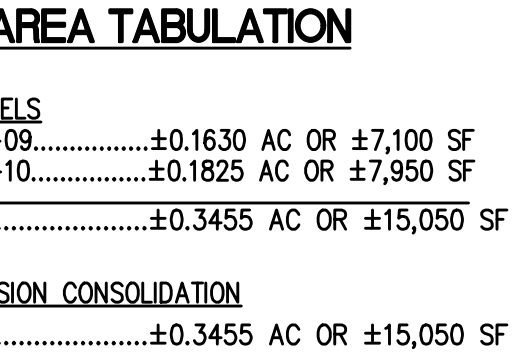 AREA TABULATION
ELS
-09................±0.1630 AC OR ±7,100 SF
-10................±0.1825 AC OR ±7,950 SF
.....................±0.3455 AC OR ±15,050 SF
SION CONSOLIDATION
.....................±0.3455 AC OR ±15,050 SF